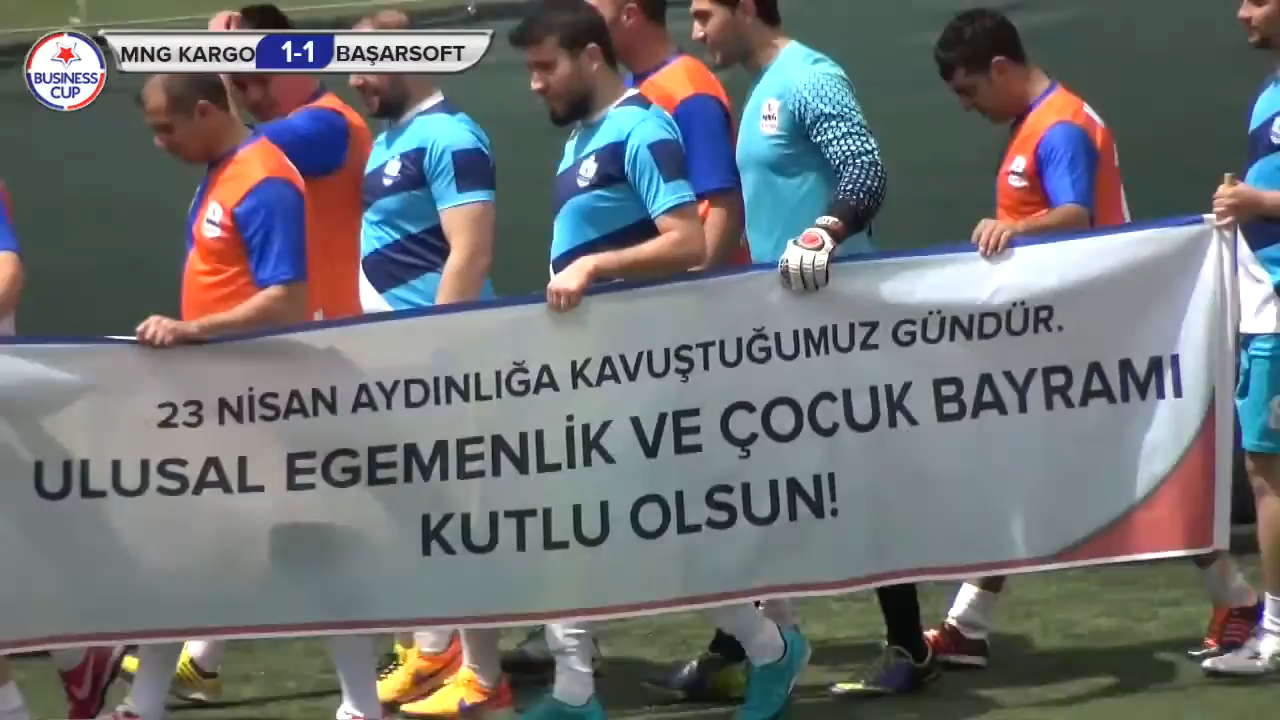 BUSINESS
CUP
MNG KARGO 1-1 BAŞARSOFT
MNG
23 NİSAN AYDINLIĞA KAVUŞTUĞUMUZ GÜNDÜR.
ULUSAL EGEMENLİK VE ÇOCUK BAYRAMI
KUTLU OLSUN!